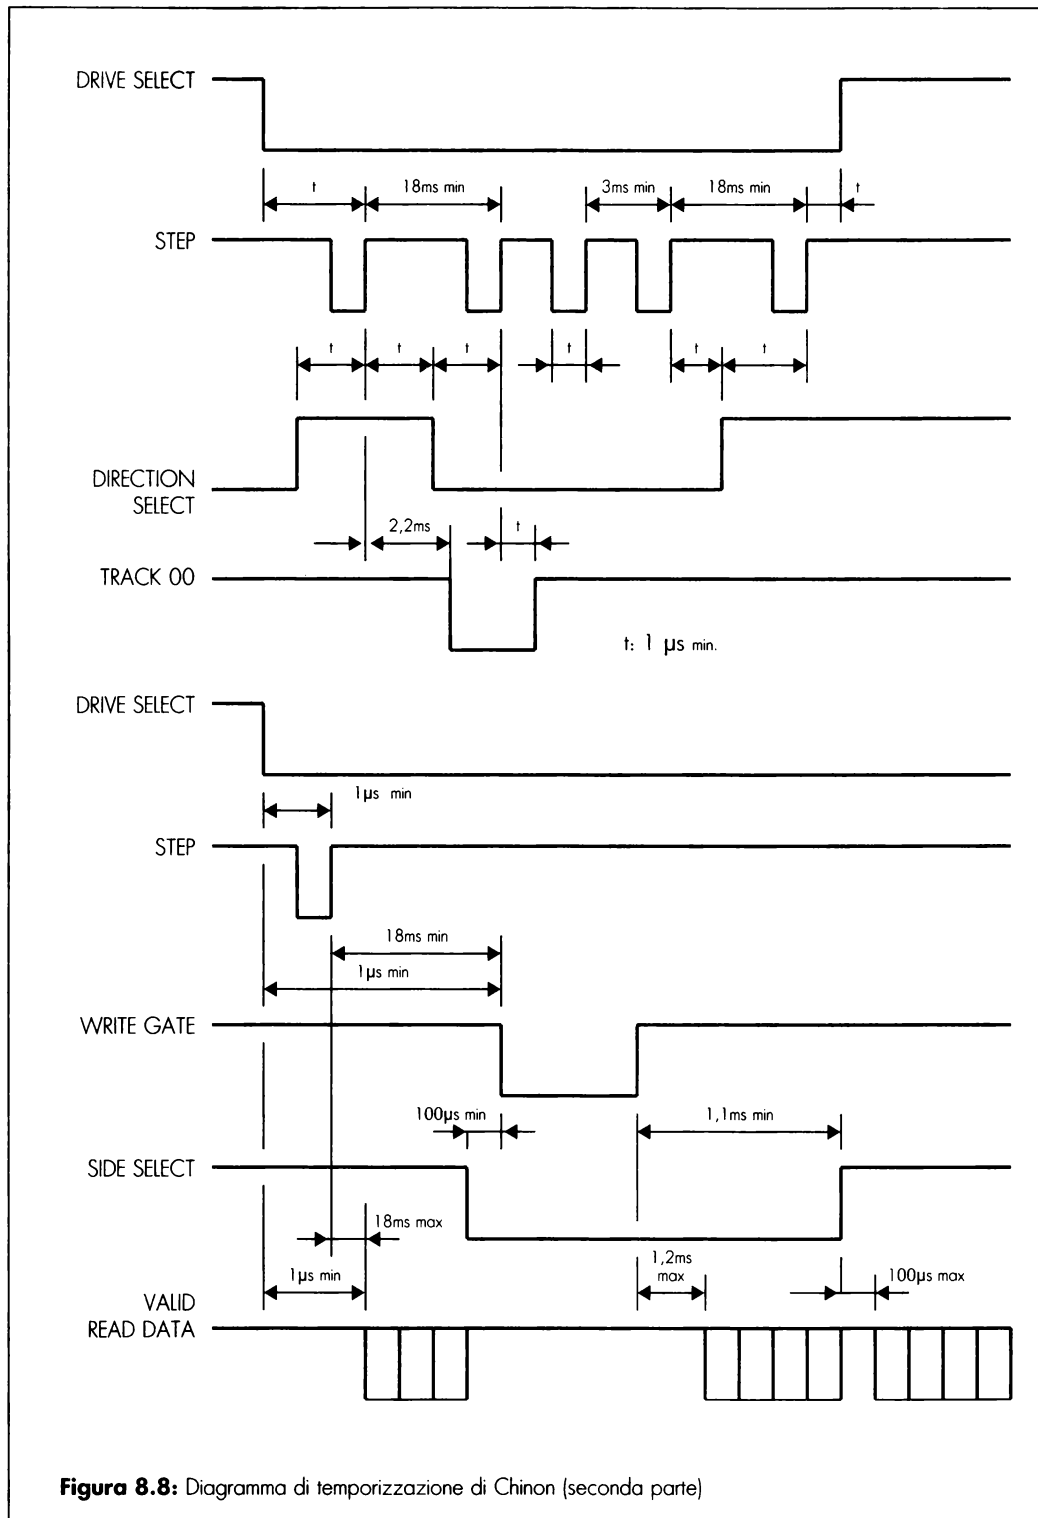 DRIVE SELECT
t 18ms min 3ms min 18ms min t
STEP
t t t t t t
DIRECTION
SELECT
2,2ms t
TRACK 00
t: 1 µs min.
DRIVE SELECT
1µs min
STEP
18ms min
1µs min
WRITE GATE
100µs min 1,1ms min
SIDE SELECT
18ms max
1µs min 1,2ms
max 100µs max
VALID
READ DATA
Figura 8.8: Diagramma di temporizzazione di Chinon (seconda parte)